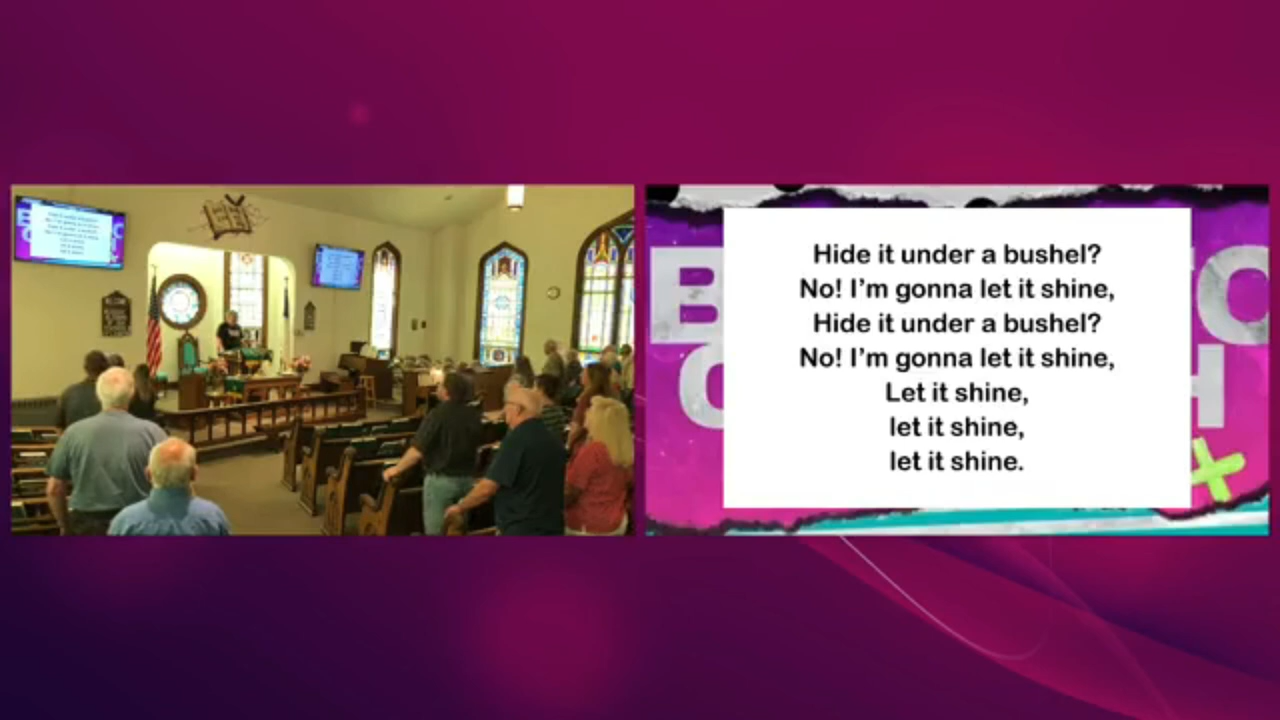 Hide it under a bushel?
No! I'm gonna let it shine,
Hide it under a bushel?
No! I'm gonna let it shine,
Let it shine,
let it shine,
let it shine.